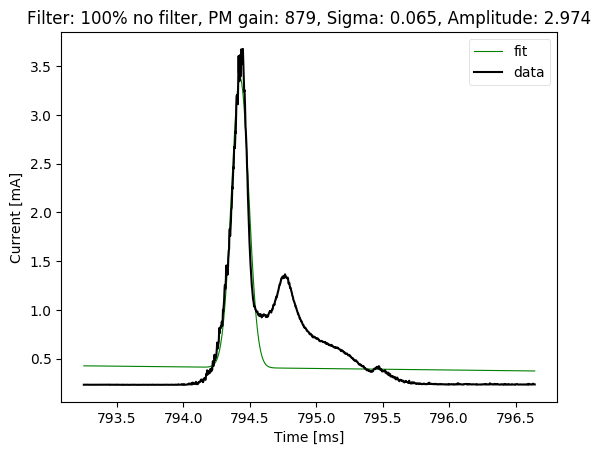 Filter: 100% no filter, PM gain: 879, Sigma: 0.065, Amplitude: 2.974
fit
data
Current [mA]
3.5
3.0
2.5
2.0
1.5
1.0
0.5
793.5 794.0 794.5 795.0 795.5 796.0 796.5
Time [ms]